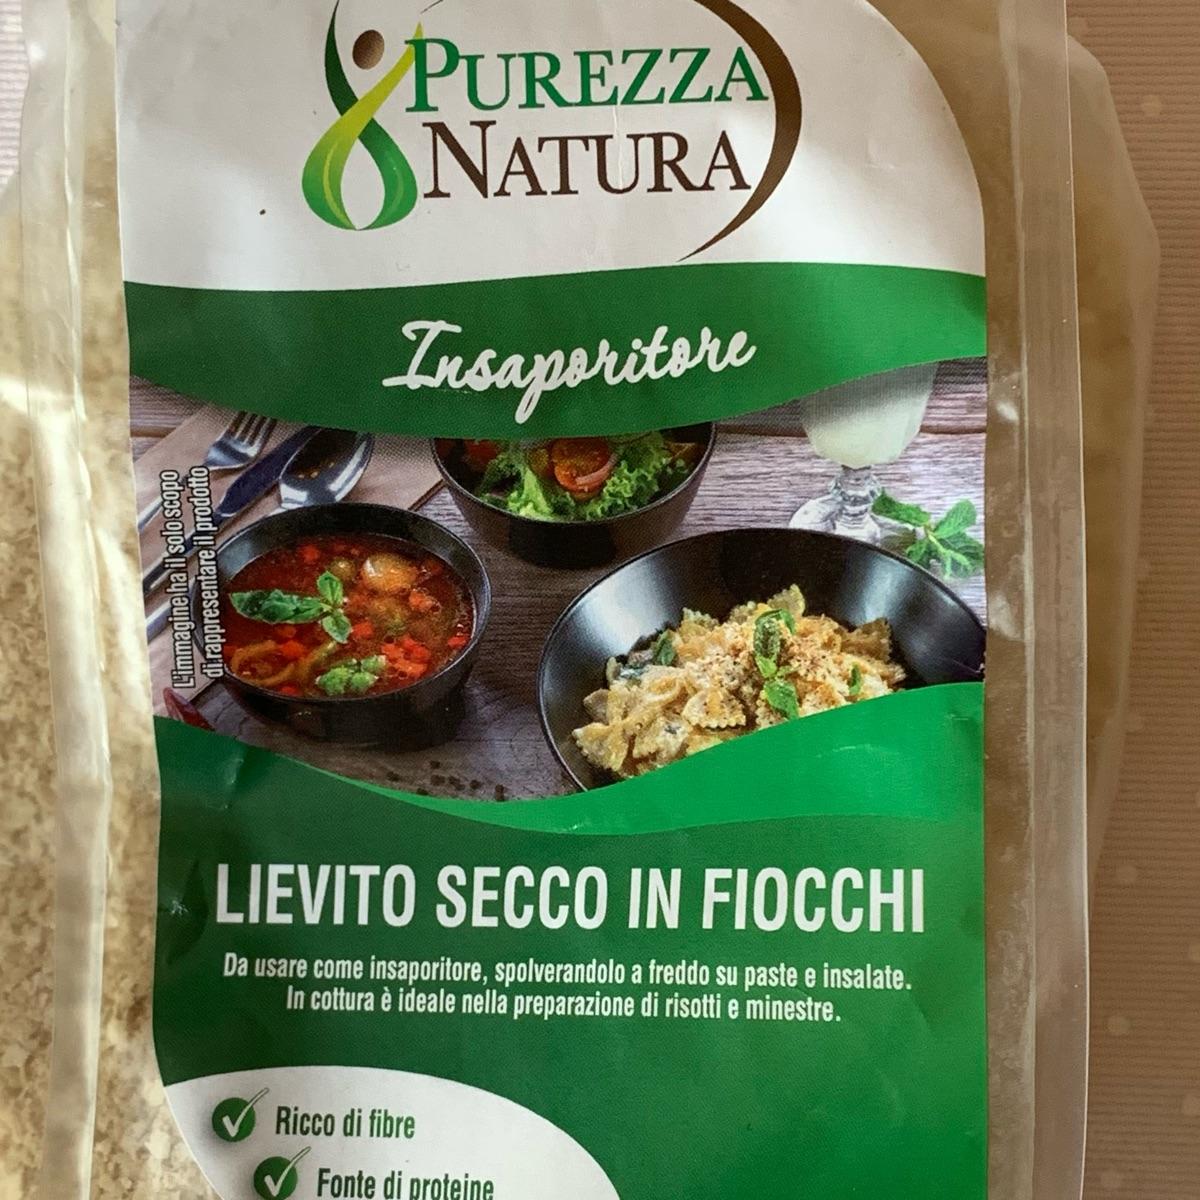 PUREZZA
NATURA
Insaporitore
L'immagine ha il solo scopo
di rappresentare il prodotto
LIEVITO SECCO IN FIOCCHI
Da usare come insaporitore, spolverandolo a freddo su paste e insalate.
In cottura è ideale nella preparazione di risotti e minestre.
Ricco di fibre
Fonte di proteine